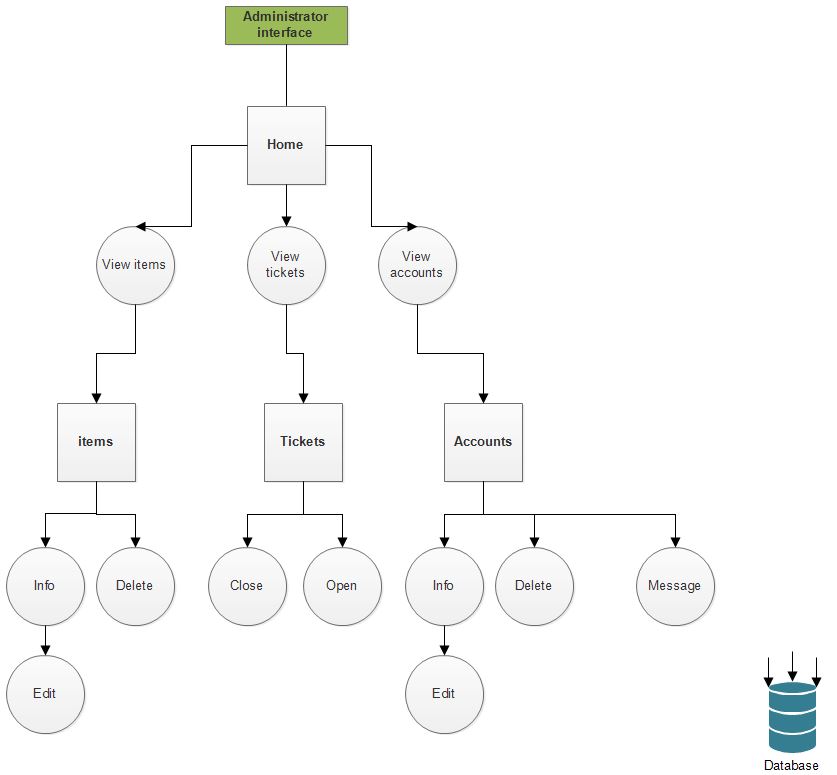 Administrator
interface
Home
View items
View
tickets
View
accounts
items
Tickets
Accounts
Info
Delete
Close
Open
Info
Delete
Message
Edit
Edit
Database